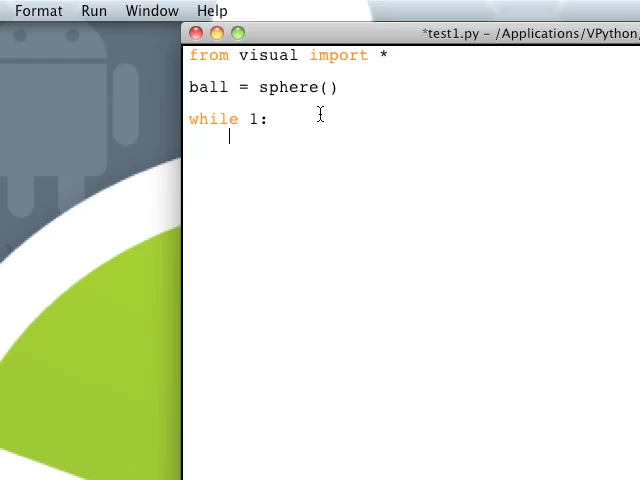 Format Run Window Help
*test1.py – /Applications/VPython
from visual import *
ball = sphere()
while 1: